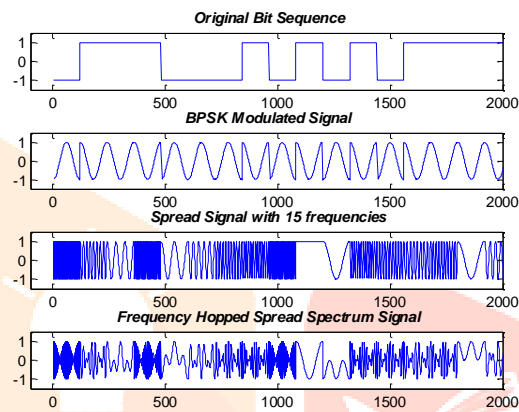 Original Bit Sequence
1
0
-1
0 500 1000 1500 2000
BPSK Modulated Signal
1
0
-1
0 500 1000 1500 2000
Spread Signal with 15 frequencies
1
0
-1
0 500 1000 1500 2000
Frequency Hopped Spread Spectrum Signal
1
0
-1
0 500 1000 1500 2000